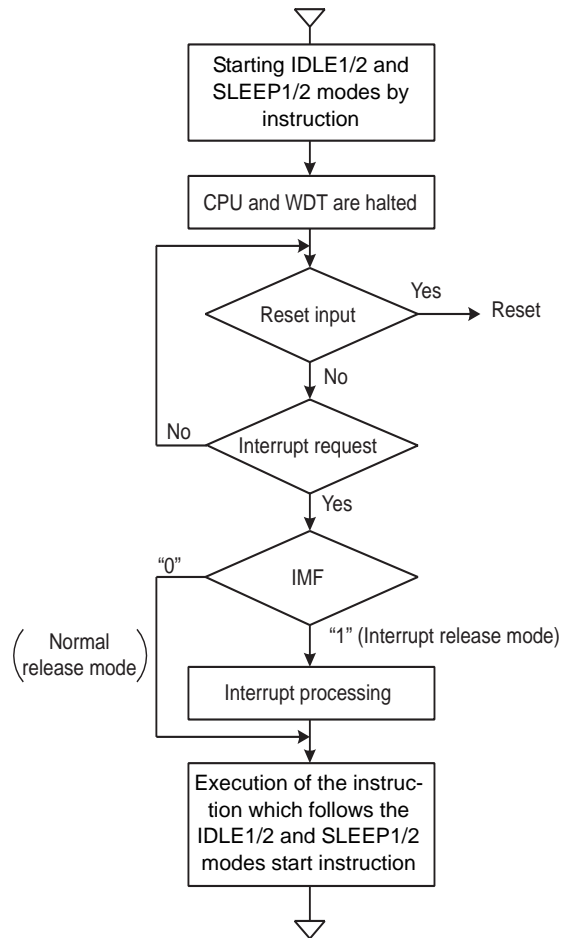 Starting IDLE1/2 and
SLEEP1/2 modes by
instruction
CPU and WDT are halted
Reset input
Yes
Reset
No
Interrupt request
No
Yes
IMF
“0”
“1” (Interrupt release mode)
Normal
release mode
Interrupt processing
Execution of the instruc-
tion which follows the
IDLE1/2 and SLEEP1/2
modes start instruction